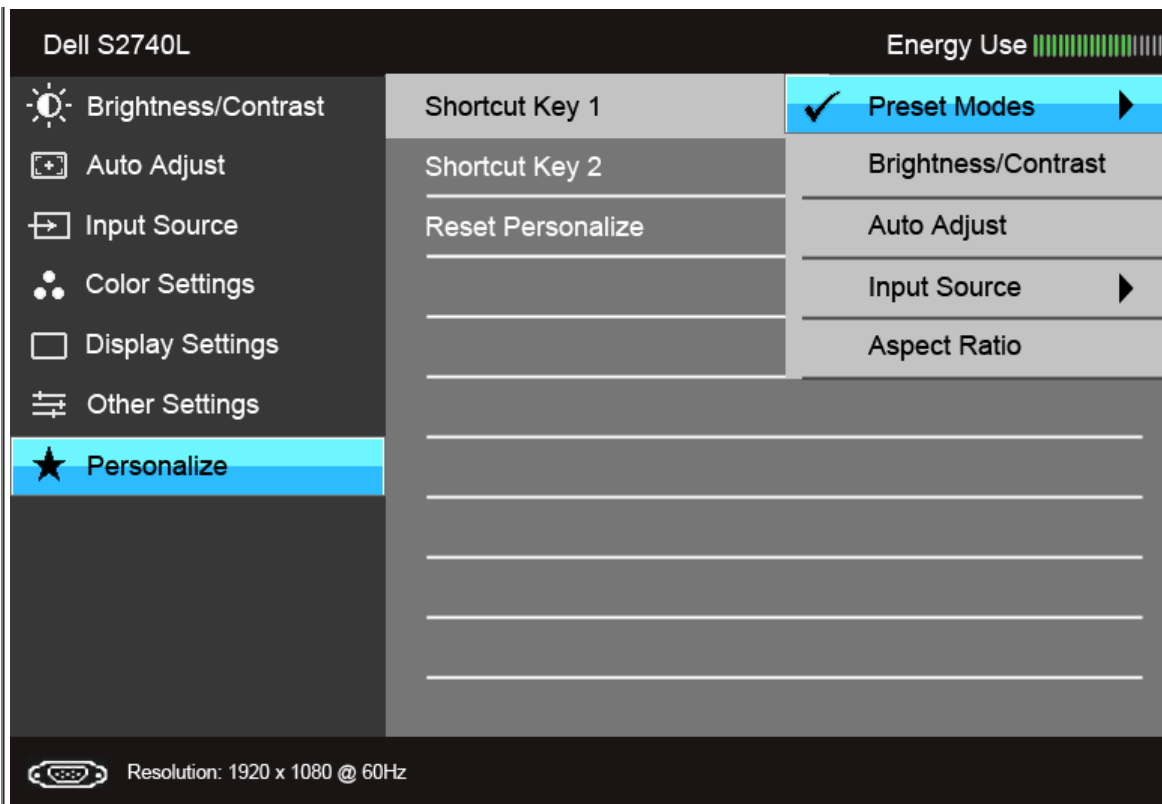 Dell S2740L
Energy Use
Brightness/Contrast
Auto Adjust
Input Source
Color Settings
Display Settings
Other Settings
Personalize
Shortcut Key 1
Shortcut Key 2
Reset Personalize
Preset Modes
Brightness/Contrast
Auto Adjust
Input Source
Aspect Ratio
Resolution: 1920 x 1080 @ 60Hz